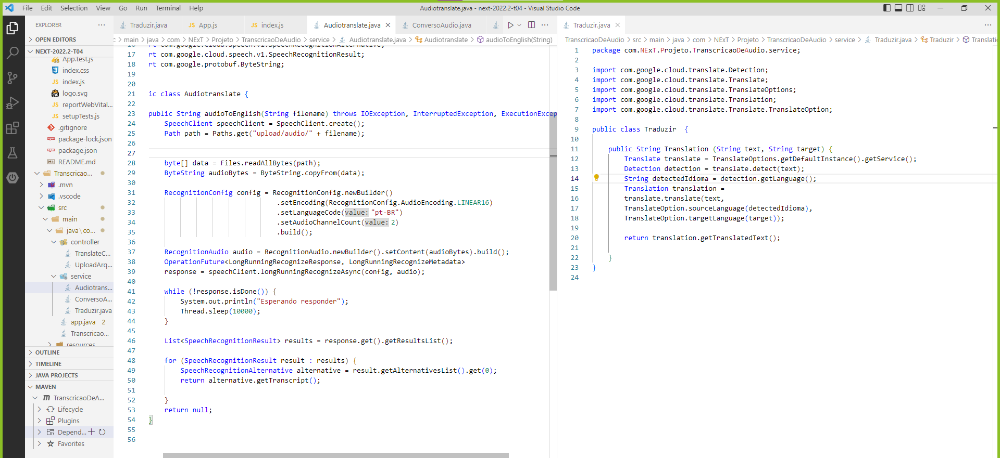 File Edit Selection View Go Run Terminal Help
Audiotranslate.java - next-2022.2-t04 - Visual Studio Code
EXPLORER
OPEN EDITORS
NEXT-2022.2-T04
App.test.js
index.css
index.js
logo.svg
reportWebVital...
setupTests.js
.gitignore
package-lock.json
package.json
README.md
Transcricao...
.mvn
.vscode
src
main
java\co...
controller
TranslateC...
UploadArq...
service
Audiotrans...
ConversoA...
Traduzir.java
app.java 2
Transcricao...
resources
OUTLINE
TIMELINE
JAVA PROJECTS
MAVEN
TranscricaoDeA...
Lifecycle
Plugins
Depend...
Favorites
Traduzir.java
App.js
index.js
Audiotranslate.java
ConversoAudio.java
c > main > java > com > NExT > Projeto > TranscricaoDeAudio > service > Audiotranslate.java > Audiotranslate > audioToEnglish(String)
16 rt com.google.cloud.speech.v1.SpeechRecognitionAlternative;
17 rt com.google.cloud.speech.v1.SpeechRecognitionResult;
18 rt com.google.protobuf.ByteString;
19
20
21 ic class Audiotranslate {
22
23 public String audioToEnglish(String filename) throws IOException, InterruptedException, ExecutionExcep
24 SpeechClient speechClient = SpeechClient.create();
25 Path path = Paths.get("upload/audio/" + filename);
26
27
28 byte[] data = Files.readAllBytes(path);
29 ByteString audioBytes = ByteString.copyFrom(data);
30
31 RecognitionConfig config = RecognitionConfig.newBuilder()
32 .setEncoding(RecognitionConfig.AudioEncoding.LINEAR16)
33 .setLanguageCode(value: "pt-BR")
34 .setAudioChannelCount(value: 2)
35 .build();
36
37 RecognitionAudio audio = RecognitionAudio.newBuilder().setContent(audioBytes).build();
38 OperationFuture<LongRunningRecognizeResponse, LongRunningRecognizeMetadata>
39 response = speechClient.longRunningRecognizeAsync(config, audio);
40
41 while (!response.isDone()) {
42 System.out.println("Esperando responder");
43 Thread.sleep(10000);
44 }
45
46 List<SpeechRecognitionResult> results = response.get().getResultsList();
47
48 for (SpeechRecognitionResult result : results) {
49 SpeechRecognitionAlternative alternative = result.getAlternativesList().get(0);
50 return alternative.getTranscript();
51
52 }
53 return null;
54 }
55
56
Traduzir.java
TranscricaoDeAudio > src > main > java > com > NExT > Projeto > TranscricaoDeAudio > service > Traduzir.java > Traduzir > Translati
1 package com.NExT.Projeto.TranscricaoDeAudio.service;
2
3 import com.google.cloud.translate.Detection;
4 import com.google.cloud.translate.Translate;
5 import com.google.cloud.translate.TranslateOptions;
6 import com.google.cloud.translate.Translation;
7 import com.google.cloud.translate.Translate.TranslateOption;
8
9 public class Traduzir {
10
11 public String Translation (String text, String target) {
12 Translate translate = TranslateOptions.getDefaultInstance().getService();
13 Detection detection = translate.detect(text);
14 String detectedIdioma = detection.getLanguage();
15 Translation translation =
16 translate.translate(text,
17 TranslateOption.sourceLanguage(detectedIdioma),
18 TranslateOption.targetLanguage(target));
19
20 return translation.getTranslatedText();
21
22 }
23 }
24